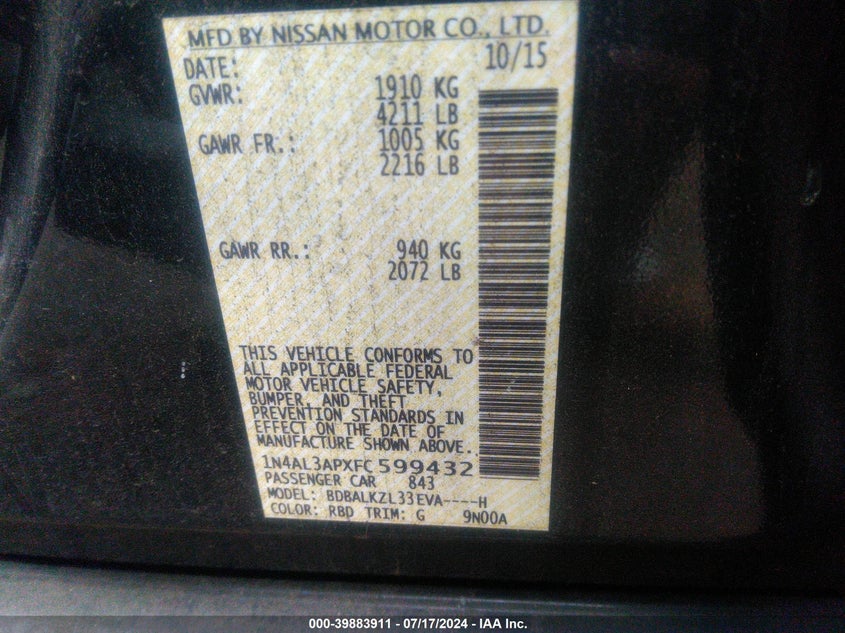 MFD BY NISSAN MOTOR CO., LTD.
DATE: 10/15
GVWR: 1910 KG
4211 LB
GAWR FR.: 1005 KG
2216 LB
GAWR RR.: 940 KG
2072 LB
THIS VEHICLE CONFORMS TO
ALL APPLICABLE FEDERAL
MOTOR VEHICLE SAFETY,
BUMPER, AND THEFT
PREVENTION STANDARDS IN
EFFECT ON THE DATE OF
MANUFACTURE SHOWN ABOVE.
1N4AL3APXFC599432
PASSENGER CAR 843
MODEL: BDBALKZL33EVA----H
COLOR: RBD TRIM: G 9N00A
000-39883911 - 07/17/2024 - IAA Inc.